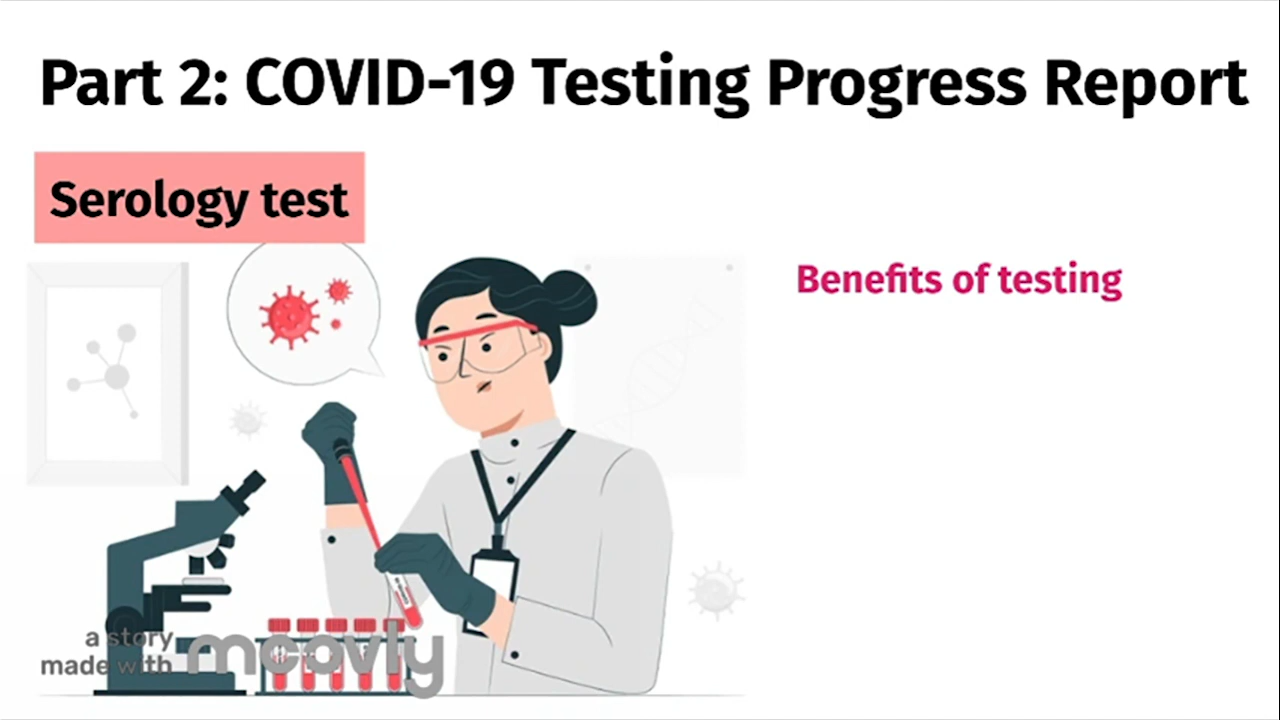 Part 2: COVID-19 Testing Progress Report
Serology test
Benefits of testing
a story
made with moovly